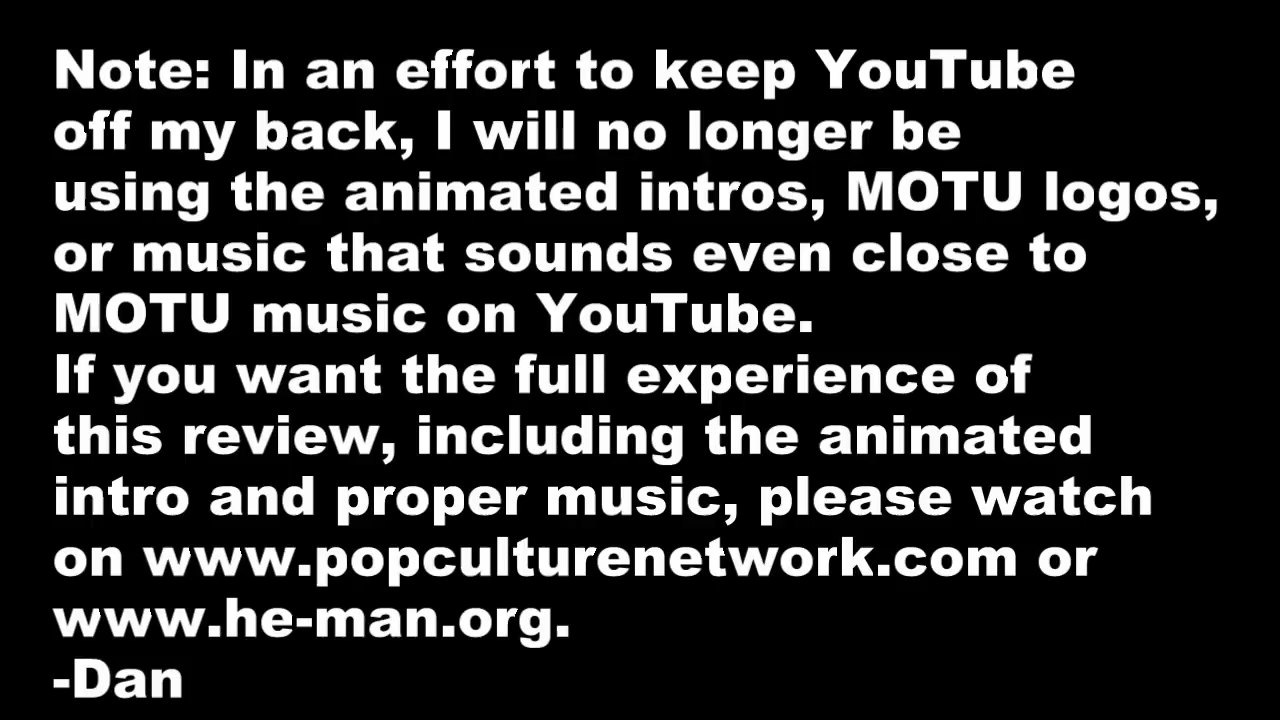 Note: In an effort to keep YouTube
off my back, I will no longer be
using the animated intros, MOTU logos,
or music that sounds even close to
MOTU music on YouTube.
If you want the full experience of
this review, including the animated
intro and proper music, please watch
on www.popculturenetwork.com or
www.he-man.org.
-Dan